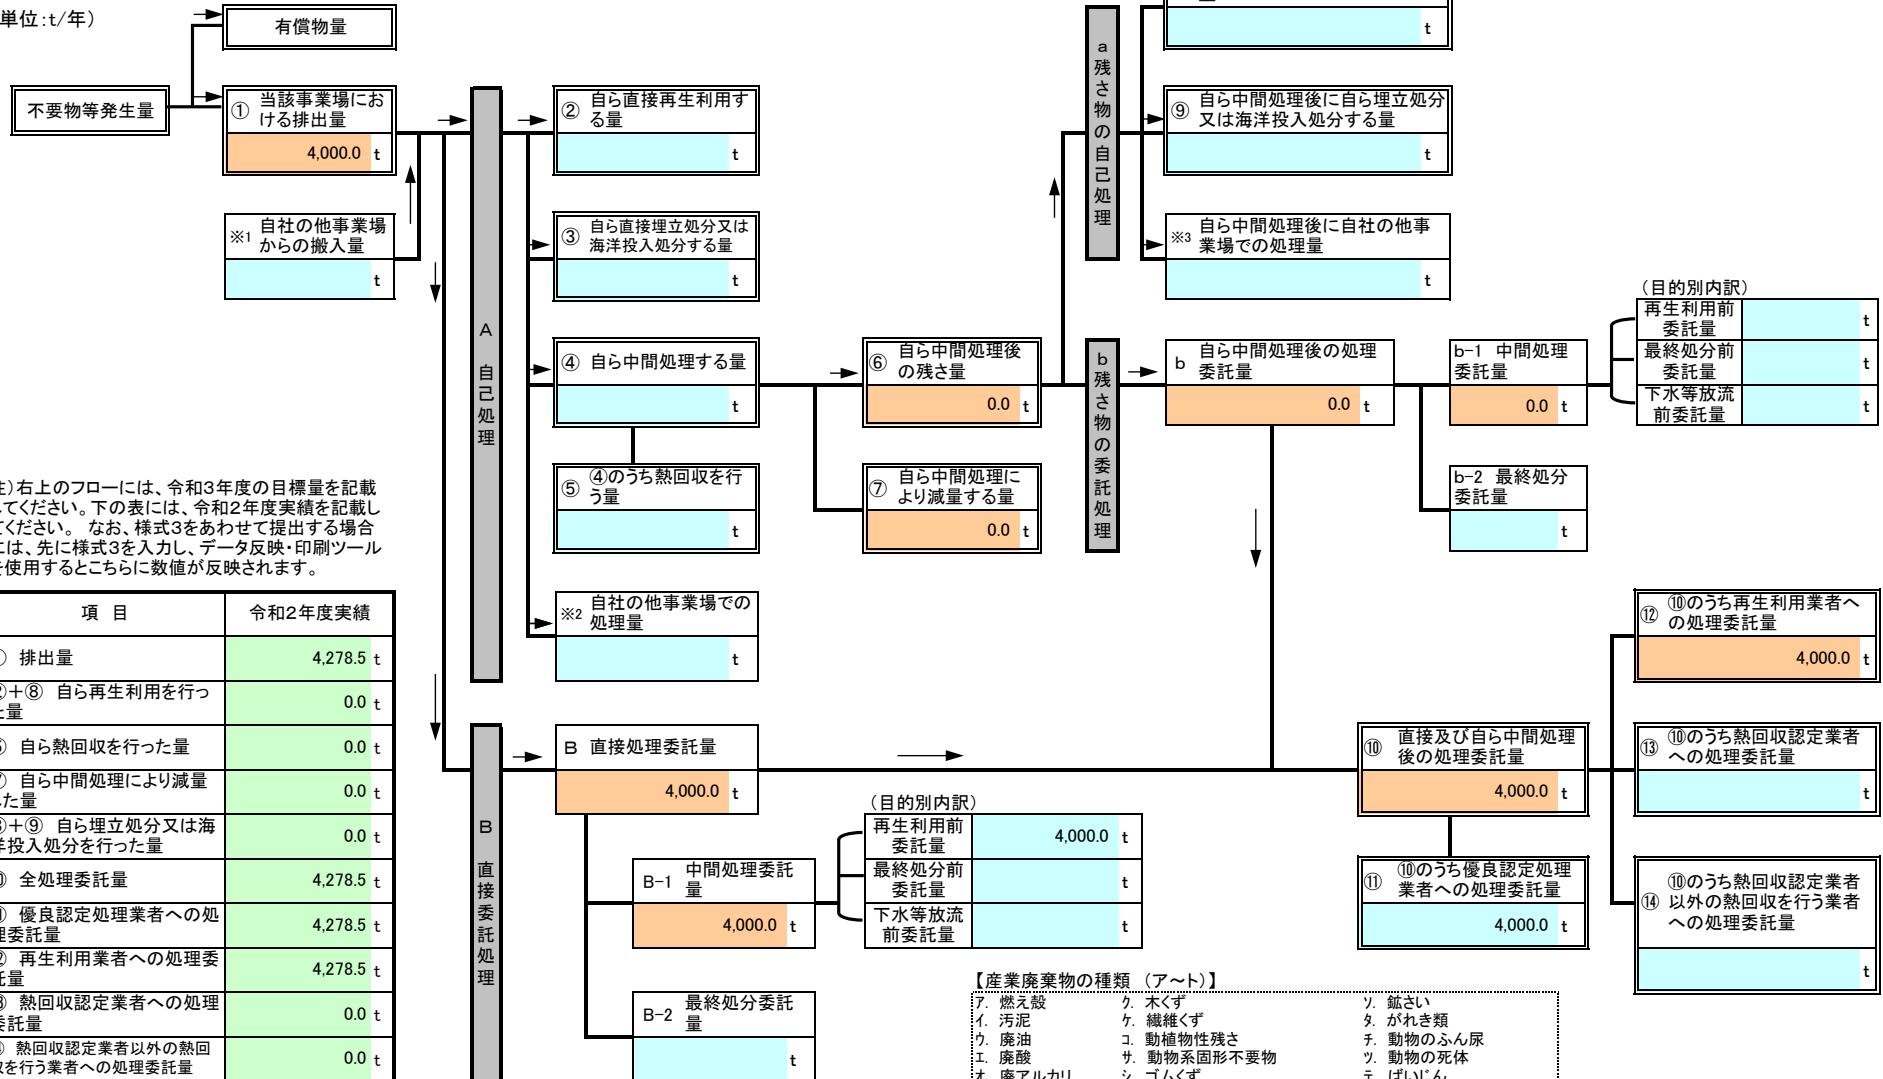 単位：t/年）
有償物量
不要物等発生量
① 当該事業場にお
ける排出量
4,000.0 t
※1 自社の他事業場
からの搬入量
t
A 自己処理
② 自ら直接再生利用す
る量
t
③ 自ら直接埋立処分又は
海洋投入処分する量
t
④ 自ら中間処理する量
t
⑤ ④のうち熱回収を行
う量
t
※2 自社の他事業場での
処理量
t
⑥ 自ら中間処理後
の残さ量
0.0 t
⑦ 自ら中間処理に
より減量する量
0.0 t
a 残さ物の自己処理
t
⑨ 自ら中間処理後に自ら埋立処分
又は海洋投入処分する量
t
※3 自ら中間処理後に自社の他事
業場での処理量
t
b 残さ物の委託処理
b 自ら中間処理後の処理
委託量
0.0 t
b-1 中間処理
委託量
0.0 t
b-2 最終処分
委託量
t
（目的別内訳）
再生利用前
委託量
t
最終処分前
委託量
t
下水等放流
前委託量
t
注）右上のフローには、令和3年度の目標量を記載
してください。下の表には、令和2年度実績を記載し
てください。 なお、様式3をあわせて提出する場合
には、先に様式3を入力し、データ反映・印刷ツール
を使用するとこちらに数値が反映されます。
項 目 令和2年度実績
① 排出量 4,278.5 t
②＋⑧ 自ら再生利用を行っ
た量 0.0 t
⑤ 自ら熱回収を行った量 0.0 t
⑦ 自ら中間処理により減量
した量 0.0 t
③＋⑨ 自ら埋立処分又は海
洋投入処分を行った量 0.0 t
⑩ 全処理委託量 4,278.5 t
⑪ 優良認定処理業者への処
理委託量 4,278.5 t
⑫ 再生利用業者への処理委
託量 4,278.5 t
⑬ 熱回収認定業者への処理
委託量 0.0 t
⑭ 熱回収認定業者以外の熱回
収を行う業者への処理委託量 0.0 t
B 直接委託処理
B 直接処理委託量
4,000.0 t
B-1 中間処理委託
量
4,000.0 t
B-2 最終処分委託
量
t
（目的別内訳）
再生利用前
委託量
4,000.0 t
最終処分前
委託量
t
下水等放流
前委託量
t
⑩ 直接及び自ら中間処理
後の処理委託量
4,000.0 t
⑪ ⑩のうち優良認定処理
業者への処理委託量
4,000.0 t
⑫ ⑩のうち再生利用業者へ
の処理委託量
4,000.0 t
⑬ ⑩のうち熱回収認定業者
への処理委託量
t
⑭ ⑩のうち熱回収認定業者
以外の熱回収を行う業者
への処理委託量
t
【産業廃棄物の種類 （ア～ト）】
ア. 燃え殻 ク. 木くず ソ. 鉱さい
イ. 汚泥 ケ. 繊維くず タ. がれき類
ウ. 廃油 コ. 動植物性残さ チ. 動物のふん尿
エ. 廃酸 サ. 動物系固形不要物 ツ. 動物の死体
オ. 廃アルカリ シ. ゴムくず テ. ばいじん